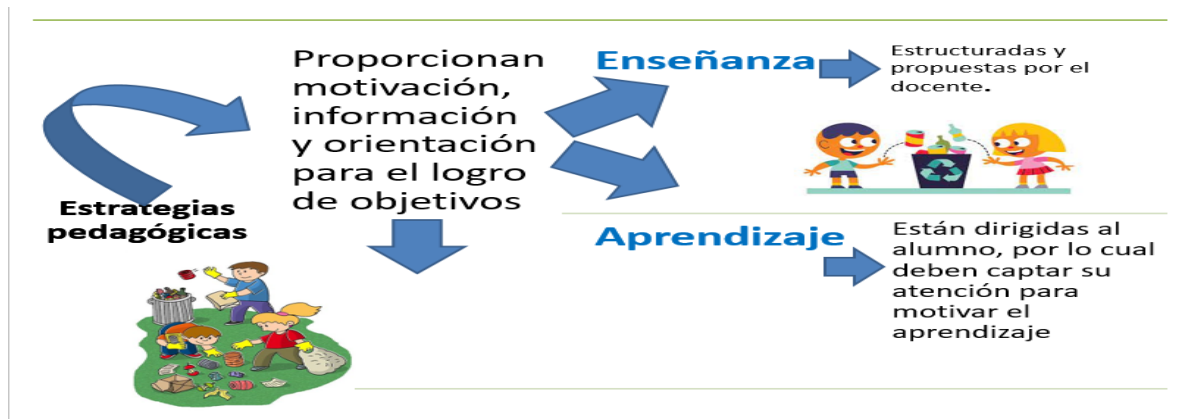 Estrategias
pedagógicas
Proporcionan
motivación,
información
y orientación
para el logro
de objetivos
Enseñanza
Estructuradas y
propuestas por el
docente.
Aprendizaje
Están dirigidas al
alumno, por lo cual
deben captar su
atención para
motivar el
aprendizaje